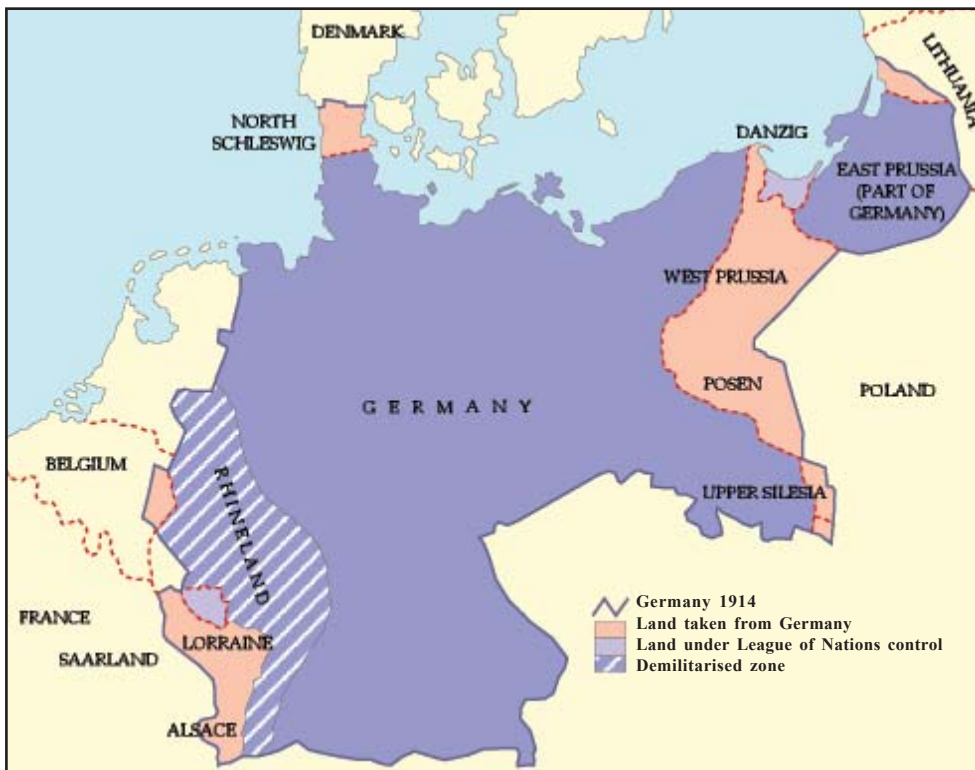 DENMARK
LITHUANIA
NORTH
SCHLESWIG
DANZIG
EAST PRUSSIA
(PART OF
GERMANY)
WEST PRUSSIA
GERMANY
POSEN
POLAND
BELGIUM
RHINELAND
UPPER SILESIA
FRANCE
SAARLAND
LORRAINE
ALSACE
Germany 1914
Land taken from Germany
Land under League of Nations control
Demilitarised zone